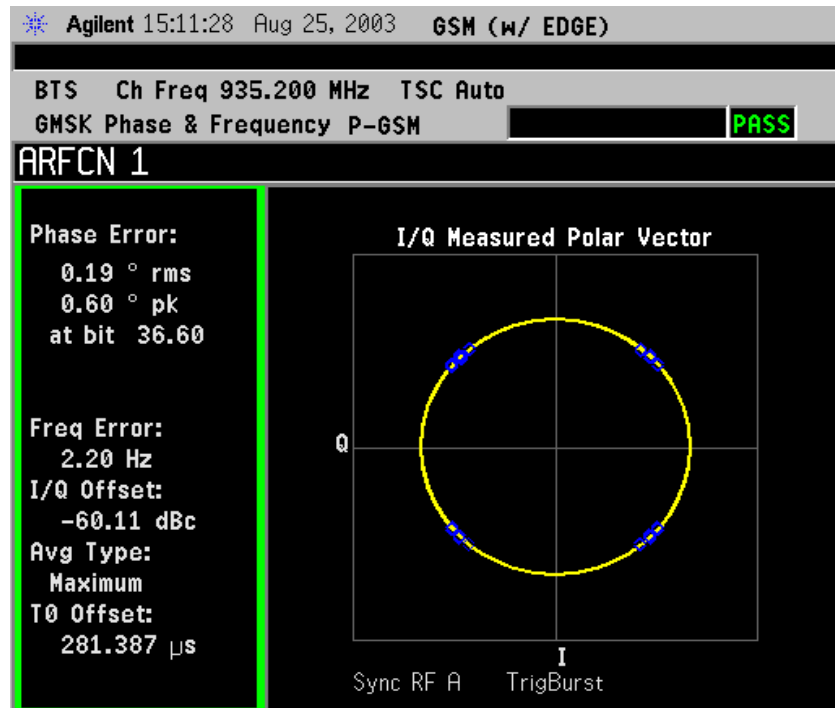 Agilent 15:11:28 Aug 25, 2003 GSM (w/ EDGE)
BTS Ch Freq 935.200 MHz TSC Auto
GMSK Phase & Frequency P-GSM PASS
ARFCN 1
Phase Error:
0.19 ° rms
0.60 ° pk
at bit 36.60
Freq Error:
2.20 Hz
I/Q Offset:
-60.11 dBc
Avg Type:
Maximum
T0 Offset:
281.387 µs
I/Q Measured Polar Vector
Q
I
Sync RF A TrigBurst